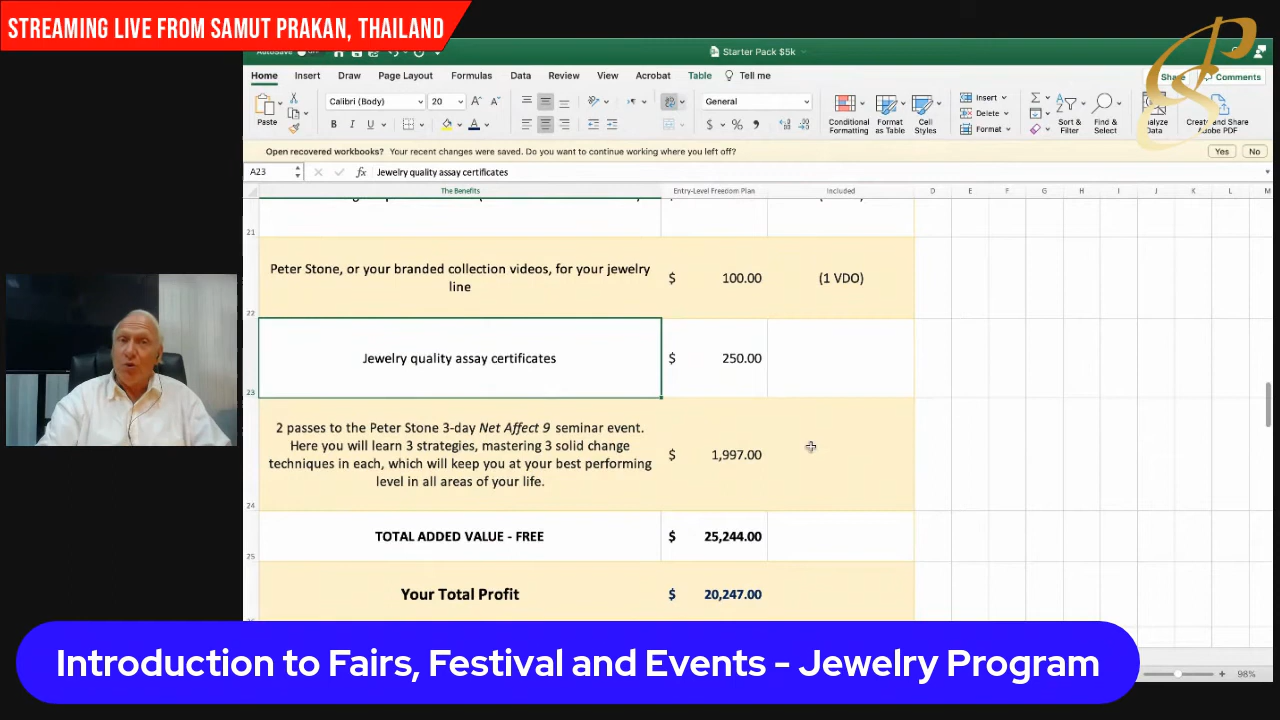 STREAMING LIVE FROM SAMUT PRAKAN, THAILAND
Starter Pack $5k
Home Insert Draw Page Layout Formulas Data Review View Acrobat Table Tell me Share Comments
Paste Calibri (Body) 20 General Conditional Formatting Format as Table Cell Styles Insert Delete Format Sort & Filter Find & Select Analyze Data Create and Share Adobe PDF
B I U
Open recovered workbooks? Your recent changes were saved. Do you want to continue working where you left off? Yes No
A23 fx Jewelry quality assay certificates
The Benefits Entry-Level Freedom Plan Included D E F G H I J K L M
21
Peter Stone, or your branded collection videos, for your jewelry
line
$ 100.00 (1 VDO)
22
Jewelry quality assay certificates $ 250.00
23
2 passes to the Peter Stone 3-day Net Affect 9 seminar event.
Here you will learn 3 strategies, mastering 3 solid change
techniques in each, which will keep you at your best performing
level in all areas of your life.
$ 1,997.00
24
TOTAL ADDED VALUE - FREE $ 25,244.00
25
Your Total Profit $ 20,247.00
Introduction to Fairs, Festival and Events - Jewelry Program
98%